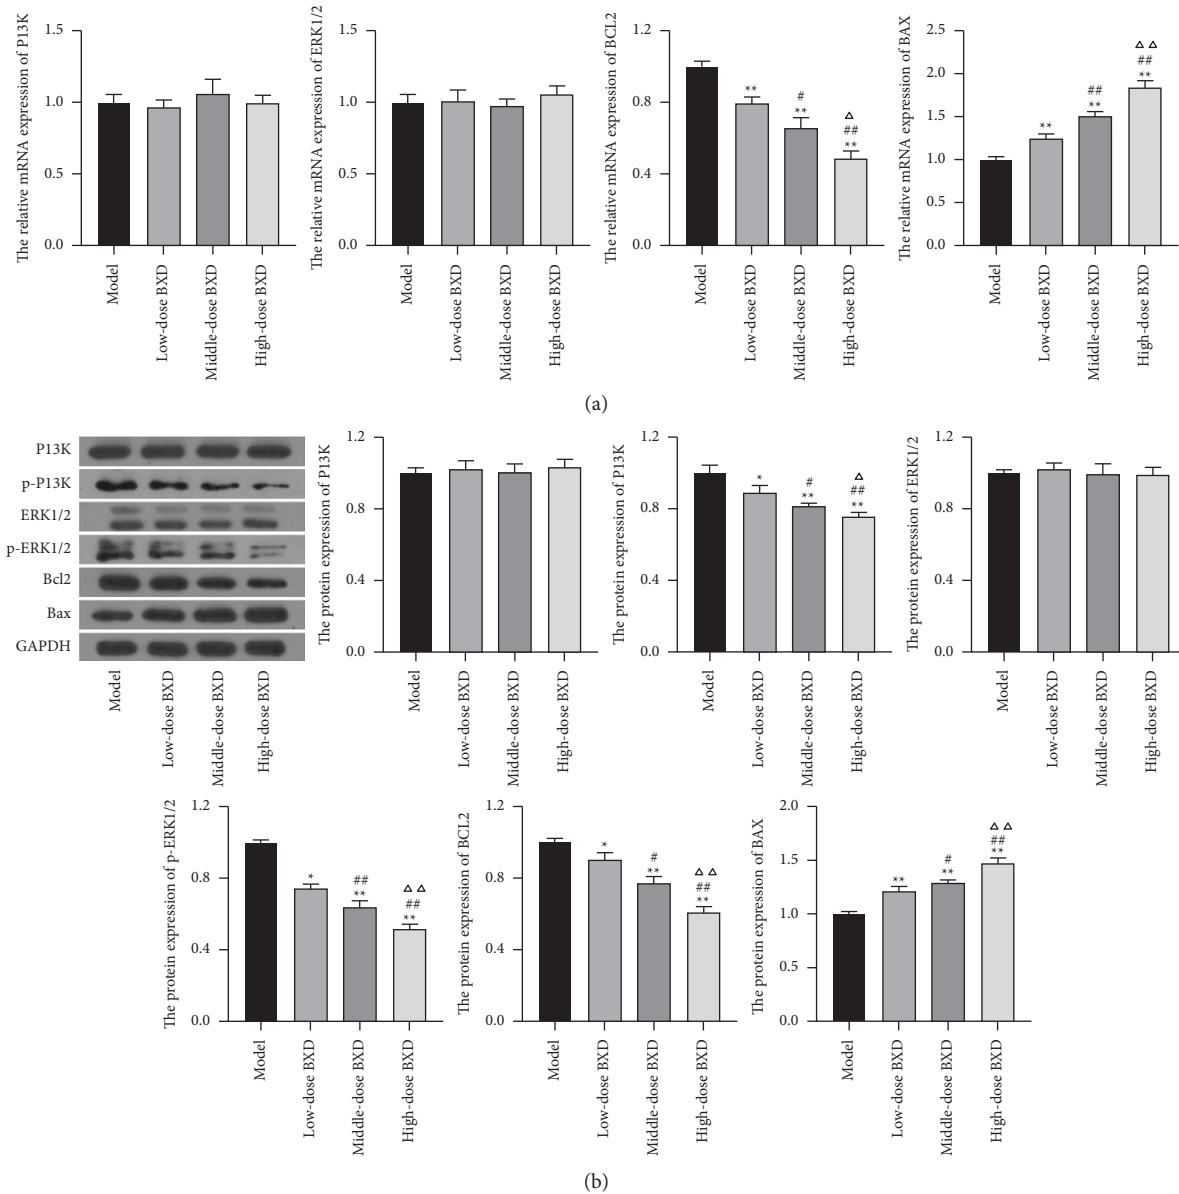 The relative mRNA expression of P13K
1.5
1.0
0.5
0.0
Model
Low-dose BXD
Middle-dose BXD
High-dose BXD
The relative mRNA expression of ERK1/2
1.5
1.0
0.5
0.0
Model
Low-dose BXD
Middle-dose BXD
High-dose BXD
The relative mRNA expression of BCL2
1.2
0.8
0.4
0.0
**
#
**
Δ
##
**
Model
Low-dose BXD
Middle-dose BXD
High-dose BXD
The relative mRNA expression of BAX
2.5
2.0
1.5
1.0
0.5
0.0
**
##
**
Δ Δ
##
**
Model
Low-dose BXD
Middle-dose BXD
High-dose BXD
(a)
P13K
p-P13K
ERK1/2
p-ERK1/2
Bcl2
Bax
GAPDH
Model
Low-dose BXD
Middle-dose BXD
High-dose BXD
The protein expression of P13K
1.2
0.8
0.4
0.0
Model
Low-dose BXD
Middle-dose BXD
High-dose BXD
The protein expression of P13K
1.2
0.8
0.4
0.0
*
#
**
Δ
##
**
Model
Low-dose BXD
Middle-dose BXD
High-dose BXD
The protein expression of ERK1/2
1.2
0.8
0.4
0.0
Model
Low-dose BXD
Middle-dose BXD
High-dose BXD
The protein expression of p-ERK1/2
1.2
0.8
0.4
0.0
*
##
**
Δ Δ
##
**
Model
Low-dose BXD
Middle-dose BXD
High-dose BXD
The protein expression of BCL2
1.2
0.8
0.4
0.0
*
#
**
Δ Δ
##
**
Model
Low-dose BXD
Middle-dose BXD
High-dose BXD
The protein expression of BAX
2.0
1.5
1.0
0.5
0.0
**
#
**
Δ Δ
##
**
Model
Low-dose BXD
Middle-dose BXD
High-dose BXD
(b)